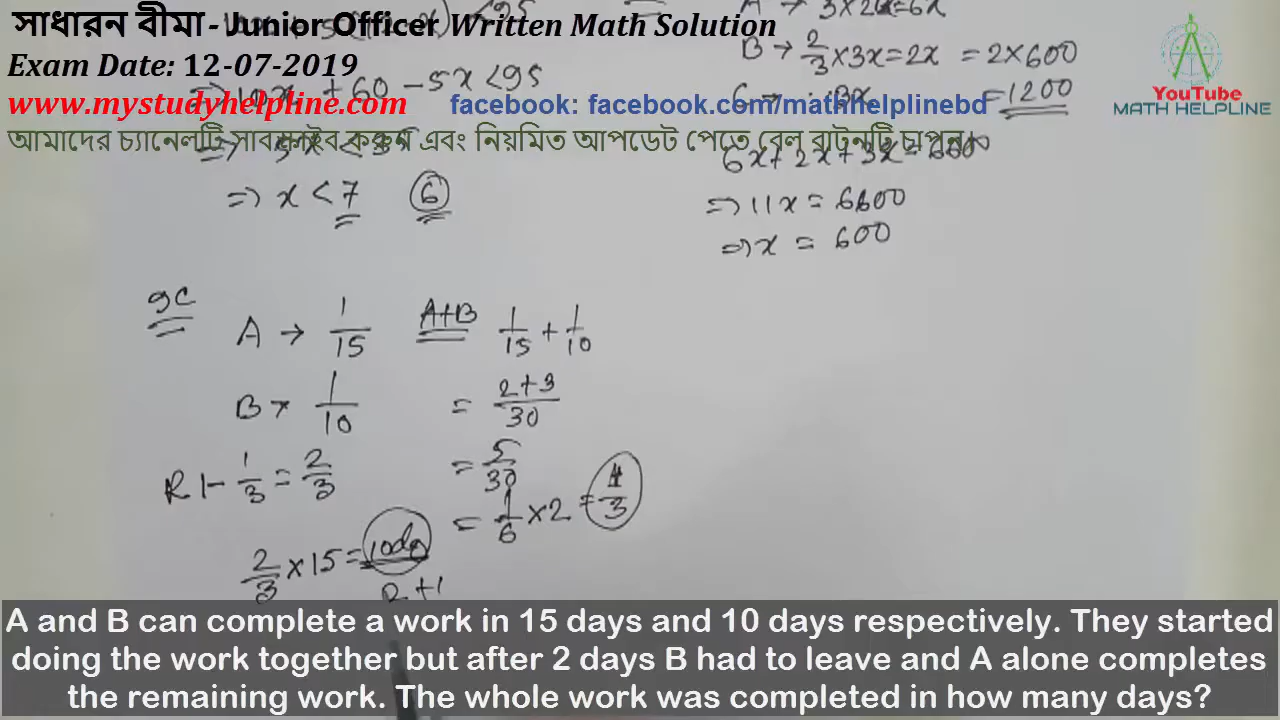 সাধারন বীমা- Junior Officer Written Math Solution
Exam Date: 12-07-2019
www.mystudyhelpline.com facebook: facebook.com/mathhelplinebd
YouTube
MATH HELPLINE
আমাদের চ্যানেলটি সাবস্ক্রাইব করুন এবং নিয়মিত আপডেট পেতে বেল বাটনটি চাপুন।
+ 60 - 5x < 95
=> x < 7 6
B → 2/3 × 3x = 2x = 2 × 600
= 1200
6x + 2x + 3x =
=> 11x = 6600
=> x = 600
A → 1/15 A+B 1/15 + 1/10
B → 1/10 = 2+3/30
R 1 - 1/3 = 2/3 = 5/30
= 1/6 × 2 = 1/3
2/3 × 15 =
A and B can complete a work in 15 days and 10 days respectively. They started
doing the work together but after 2 days B had to leave and A alone completes
the remaining work. The whole work was completed in how many days?